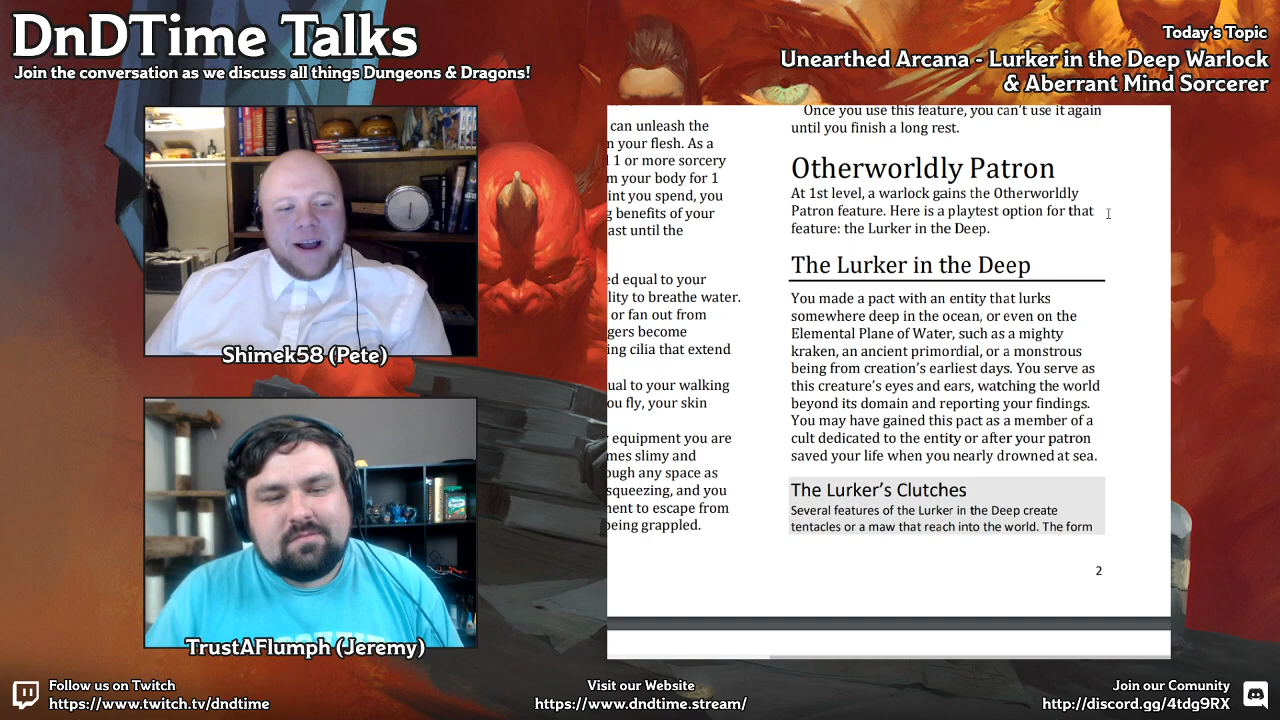 DnDTime Talks
Join the conversation as we discuss all things Dungeons & Dragons!
Today's Topic
Unearthed Arcana - Lurker in the Deep Warlock
& Aberrant Mind Sorcerer
Shimek58 (Pete)
TrustAFlumph (Jeremy)
can unleash the
your flesh. As a
1 or more sorcery
your body for 1
you spend, you
benefits of your
until the
equal to your
to breathe water.
or fan out from
become
cilia that extend
to your walking
you fly, your skin
equipment you are
slimy and
any space as
squeezing, and you
to escape from
being grappled.
Once you use this feature, you can't use it again
until you finish a long rest.
Otherworldly Patron
At 1st level, a warlock gains the Otherworldly
Patron feature. Here is a playtest option for that
feature: the Lurker in the Deep.
The Lurker in the Deep
You made a pact with an entity that lurks
somewhere deep in the ocean, or even on the
Elemental Plane of Water, such as a mighty
kraken, an ancient primordial, or a monstrous
being from creation's earliest days. You serve as
this creature's eyes and ears, watching the world
beyond its domain and reporting your findings.
You may have gained this pact as a member of a
cult dedicated to the entity or after your patron
saved your life when you nearly drowned at sea.
The Lurker's Clutches
Several features of the Lurker in the Deep create
tentacles or a maw that reach into the world. The form
2
Follow us on Twitch
https://www.twitch.tv/dndtime
Visit our Website
https://www.dndtime.stream/
Join our Comunity
http://discord.gg/4tdg9RX